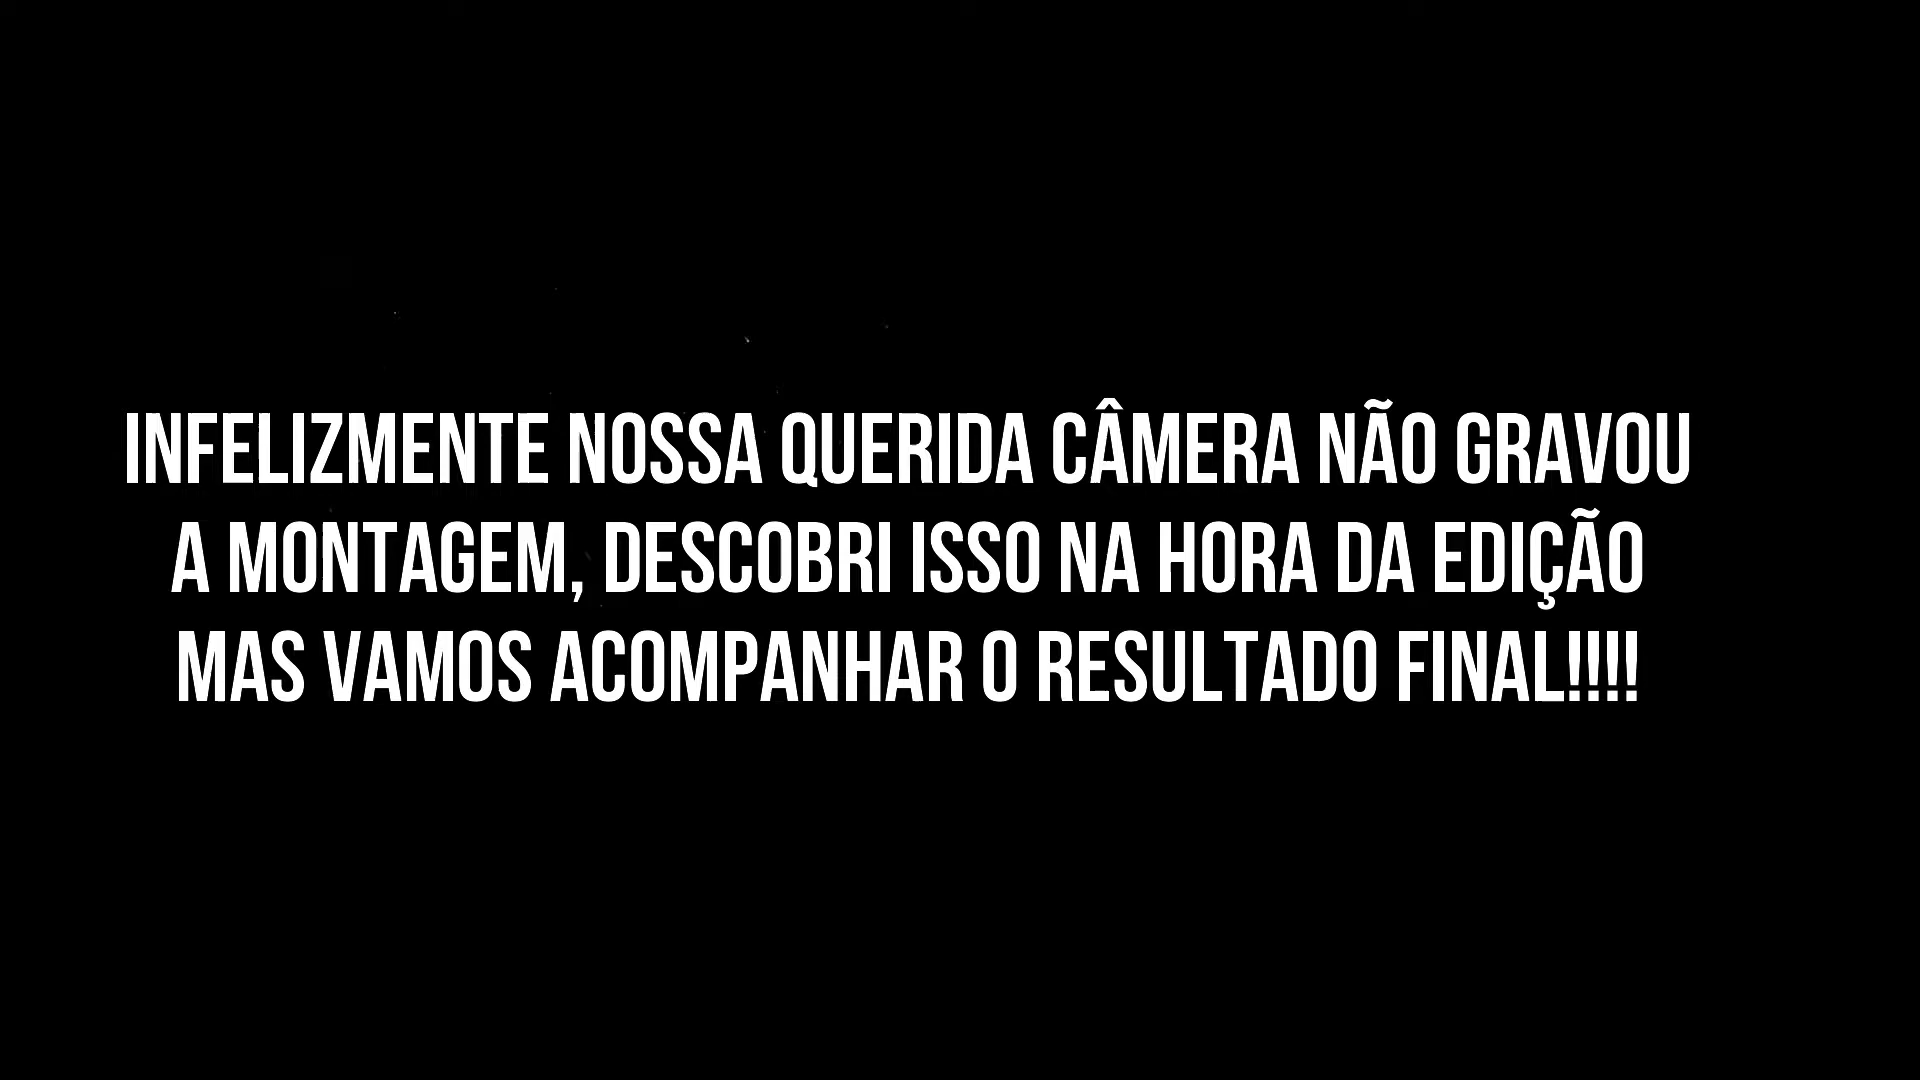 INFELIZMENTE NOSSA QUERIDA CÂMERA NÃO GRAVOU
A MONTAGEM, DESCOBRI ISSO NA HORA DA EDIÇÃO
MAS VAMOS ACOMPANHAR O RESULTADO FINAL!!!!